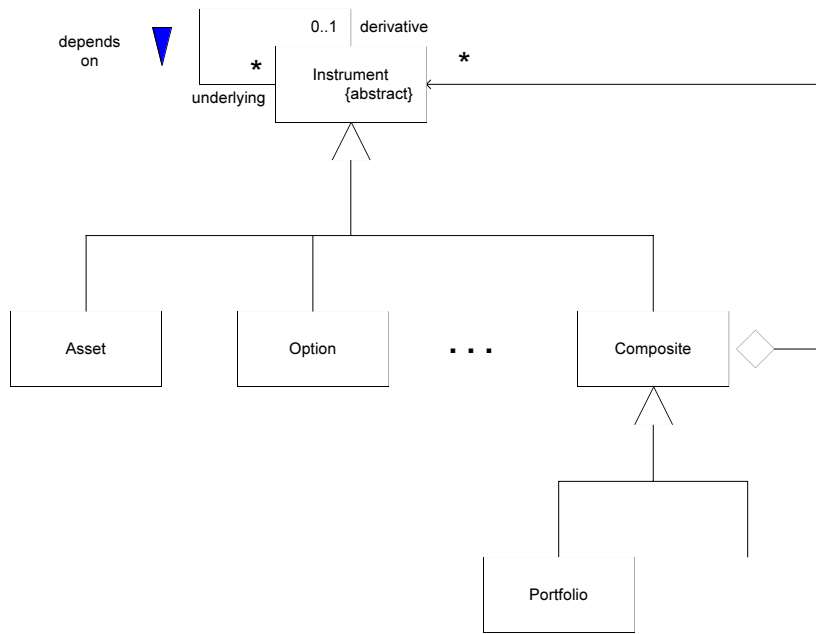 0..1 derivative
depends
on
*
*
Instrument
{abstract}
underlying
Asset
Option
. . .
Composite
Portfolio